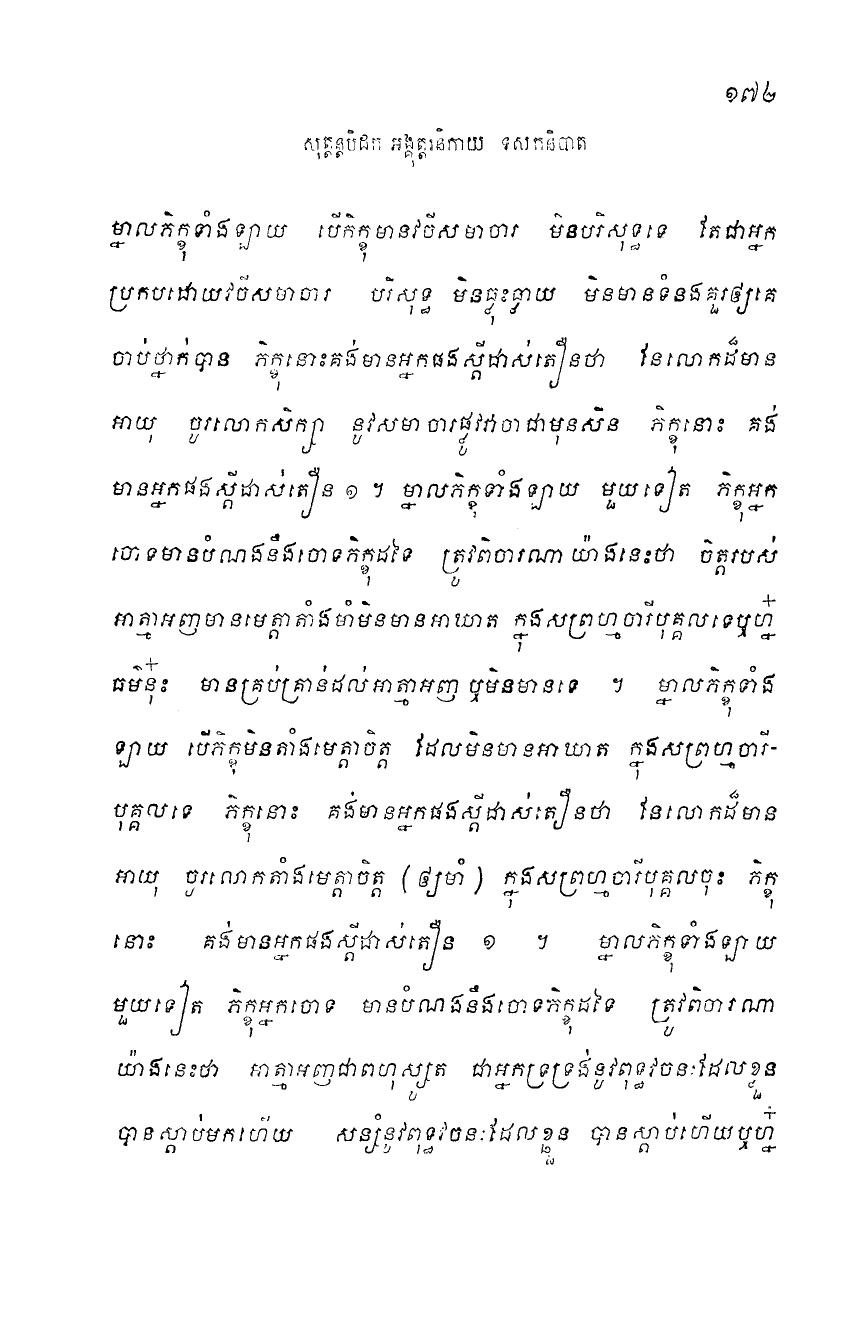 ១៧២
សុត្តន្តបិដក អង្គុត្តរនិកាយ ទសកនិបាត
ម្នាលភិក្ខុទាំងឡាយ បើភិក្ខុមានវចីសមាចារ មិនបរិសុទ្ធទេ តែជាអ្នក
ប្រកបដោយវចីសមាចារ បរិសុទ្ធ មិនធ្លុះធ្លាយ មិនមានទំនងគួរឲ្យគេ
ចាប់ថ្នាក់បាន ភិក្ខុនោះគង់មានអ្នកផងស្តីដាស់តឿនថា នែលោកដ៏មាន
អាយុ ចូរលោកសិក្សា នូវសមាចារផ្លូវវាចាជាមុនសិន ភិក្ខុនោះ គង់
មានអ្នកផងស្តីដាស់តឿន ១ ។ ម្នាលភិក្ខុទាំងឡាយ មួយទៀត ភិក្ខុអ្នក
ចោទមានបំណងនឹងចោទភិក្ខុដទៃ ត្រូវពិចារណា យ៉ាងនេះថា ចិត្តរបស់
អាត្មាអញមានមេត្តាតាំងមាំមិនមានអាឃាត ក្នុងសព្រហ្មចារីបុគ្គលទេឬហ្ន៎
ធម៌នុ៎ះ មានគ្រប់គ្រាន់ដល់អាត្មាអញ ឬមិនមានទេ ។ ម្នាលភិក្ខុទាំង
ឡាយ បើភិក្ខុមិនតាំងមេត្តាចិត្ត ដែលមិនមានអាឃាត ក្នុងសព្រហ្មចារី-
បុគ្គលទេ ភិក្ខុនោះ គង់មានអ្នកផងស្តីដាស់តឿនថា នែលោកដ៏មាន
អាយុ ចូរលោកតាំងមេត្តាចិត្ត (ឲ្យមាំ) ក្នុងសព្រហ្មចារីបុគ្គលចុះ ភិក្ខុ
នោះ គង់មានអ្នកផងស្តីដាស់តឿន ១ ។ ម្នាលភិក្ខុទាំងឡាយ
មួយទៀត ភិក្ខុអ្នកចោទ មានបំណងនឹងចោទភិក្ខុដទៃ ត្រូវពិចារណា
យ៉ាងនេះថា អាត្មាអញជាពហុស្សូត ជាអ្នកទ្រទ្រង់នូវពុទ្ធវចនៈដែលខ្លួន
បានស្តាប់មកហើយ សន្សំនូវពុទ្ធវចនៈដែលខ្លួន បានស្តាប់ហើយឬហ្ន៎